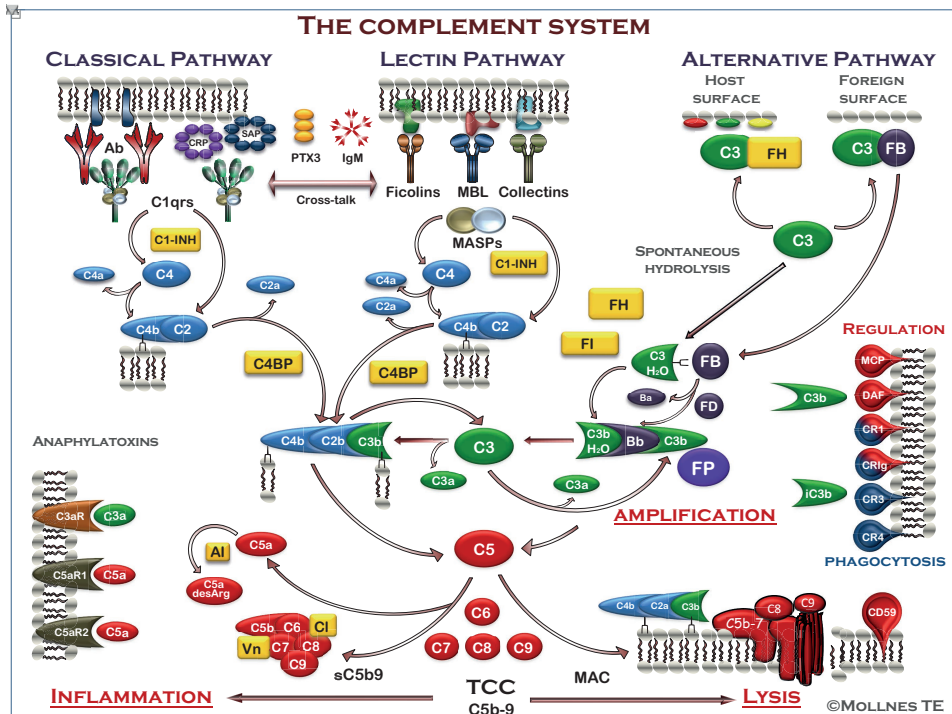 THE COMPLEMENT SYSTEM
CLASSICAL PATHWAY
LECTIN PATHWAY
ALTERNATIVE PATHWAY
HOST
SURFACE
FOREIGN
SURFACE
Ab
CRP
SAP
PTX3
IgM
Cross-talk
Ficolins
MBL
Collectins
C3
FH
C3
FB
C1qrs
MASPs
C3
C1-INH
C1-INH
SPONTANEOUS
HYDROLYSIS
C4a
C4
C2a
C4a
C4
C2a
C4b
C2
C4b
C2
FH
FI
C4BP
C4BP
C3
H2O
FB
Ba
FD
REGULATION
MCP
C3b
DAF
CR1
CRIg
iC3b
CR3
CR4
PHAGOCYTOSIS
C4b
C2b
C3b
C3
C3b
H2O
Bb
C3b
FP
C3a
C3a
AMPLIFICATION
ANAPHYLATOXINS
C3aR
C3a
C5aR1
C5a
C5aR2
C5a
AI
C5a
C5a
desArg
C5
C5b
C6
CI
Vn
C7
C8
C9
sC5b9
C6
C7
C8
C9
MAC
C4b
C2a
C3b
C5b-7
C8
C9
CD59
INFLAMMATION
TCC
C5b-9
LYSIS
©MOLLNES TE